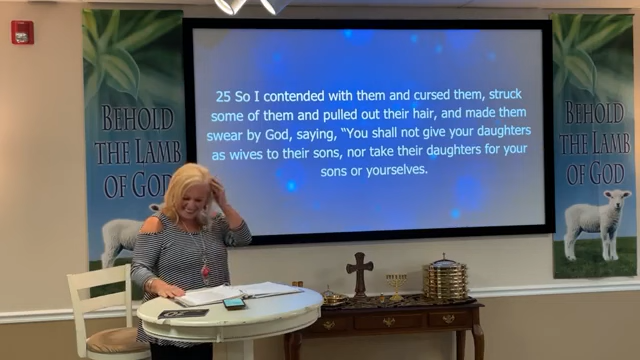 BEHOLD
THE LAMB
OF GOD
25 So I contended with them and cursed them, struck
some of them and pulled out their hair, and made them
swear by God, saying, “You shall not give your daughters
as wives to their sons, nor take their daughters for your
sons or yourselves.
BEHOLD
THE LAMB
OF GOD